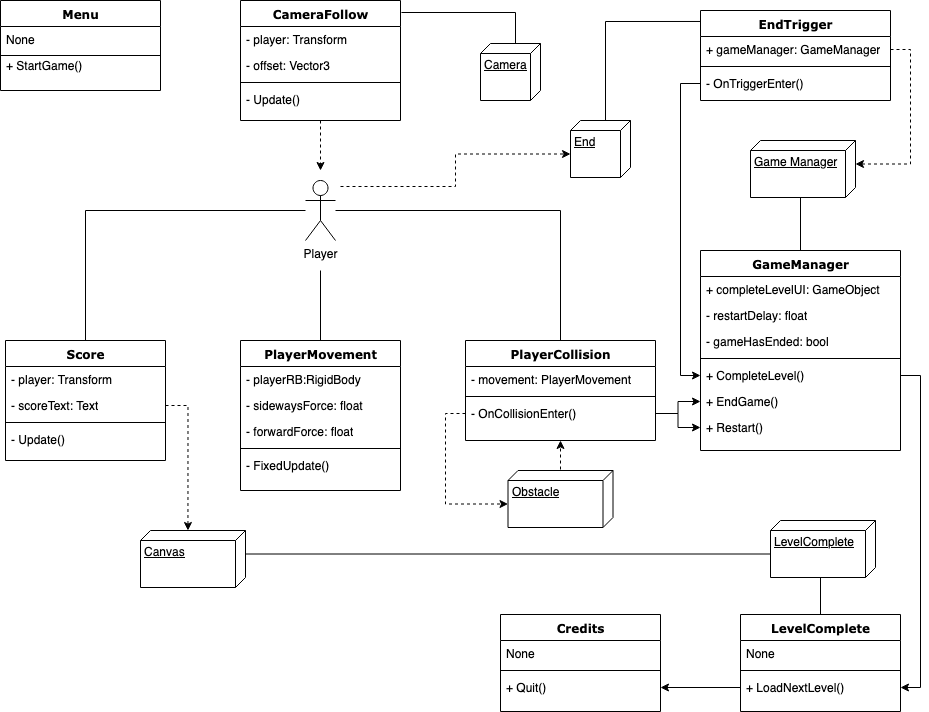 Menu
None
+ StartGame()
CameraFollow
- player: Transform
- offset: Vector3
- Update()
Camera
EndTrigger
+ gameManager: GameManager
- OnTriggerEnter()
End
Game Manager
Player
GameManager
+ completeLevelUI: GameObject
- restartDelay: float
- gameHasEnded: bool
+ CompleteLevel()
+ EndGame()
+ Restart()
Score
- player: Transform
- scoreText: Text
- Update()
PlayerMovement
- playerRB:RigidBody
- sidewaysForce: float
- forwardForce: float
- FixedUpdate()
PlayerCollision
- movement: PlayerMovement
- OnCollisionEnter()
Obstacle
Canvas
LevelComplete
Credits
None
+ Quit()
LevelComplete
None
+ LoadNextLevel()